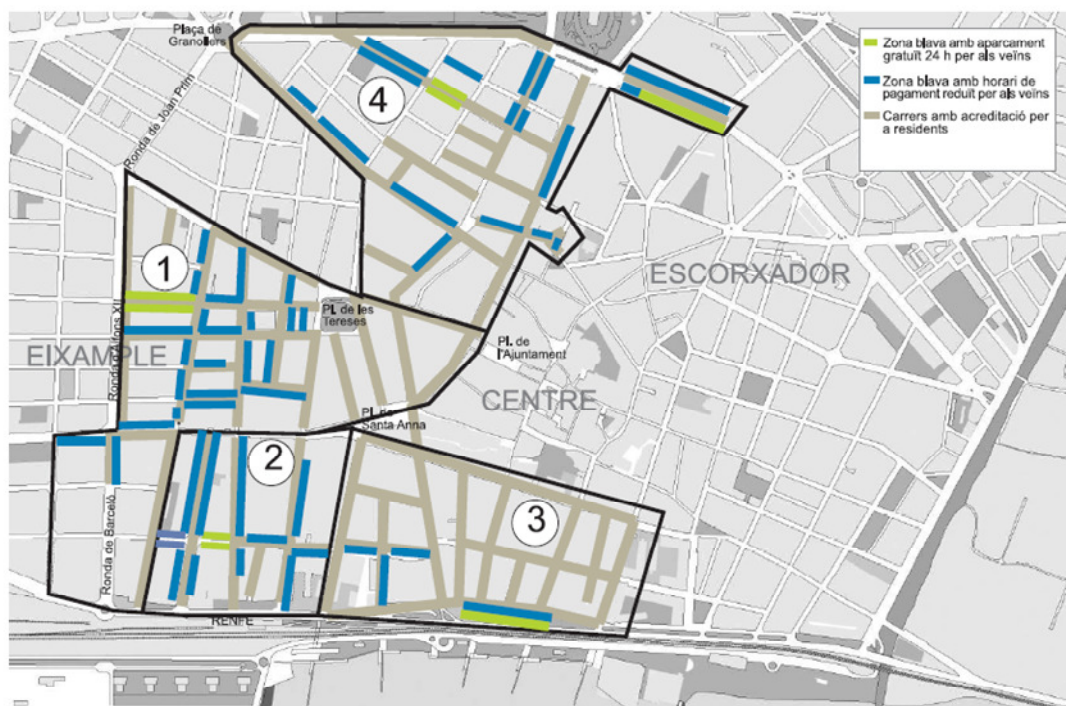 Plaça de
Granollers
Zona blava amb aparcament
gratuït 24 h per als veïns
Zona blava amb horari de
pagament reduït per als veïns
Carrers amb acreditació per
a residents
4
Ronda de Joan Prim
1
ESCORXADOR
Pl. de les
Tereses
Ronda d'Alfons XII
EIXAMPLE
Pl. de
l'Ajuntament
CENTRE
Pl. de
Santa Anna
2
3
Ronda de Barceló
RENFE